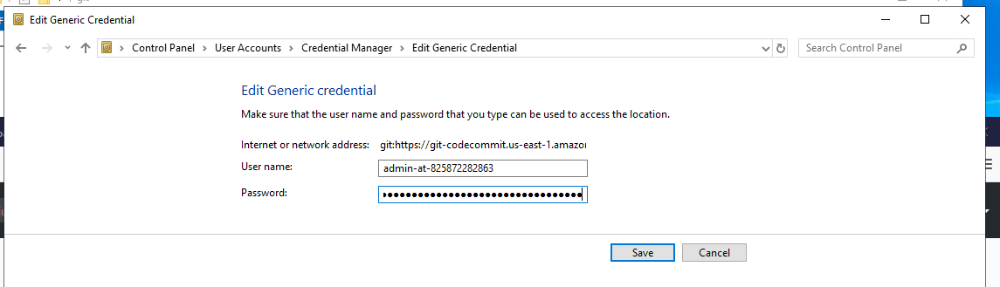 Edit Generic Credential
Control Panel > User Accounts > Credential Manager > Edit Generic Credential
Search Control Panel
Edit Generic credential
Make sure that the user name and password that you type can be used to access the location.
Internet or network address: git:https://git-codecommit.us-east-1.amazo
User name: admin-at-825872282863
Password:
Save Cancel